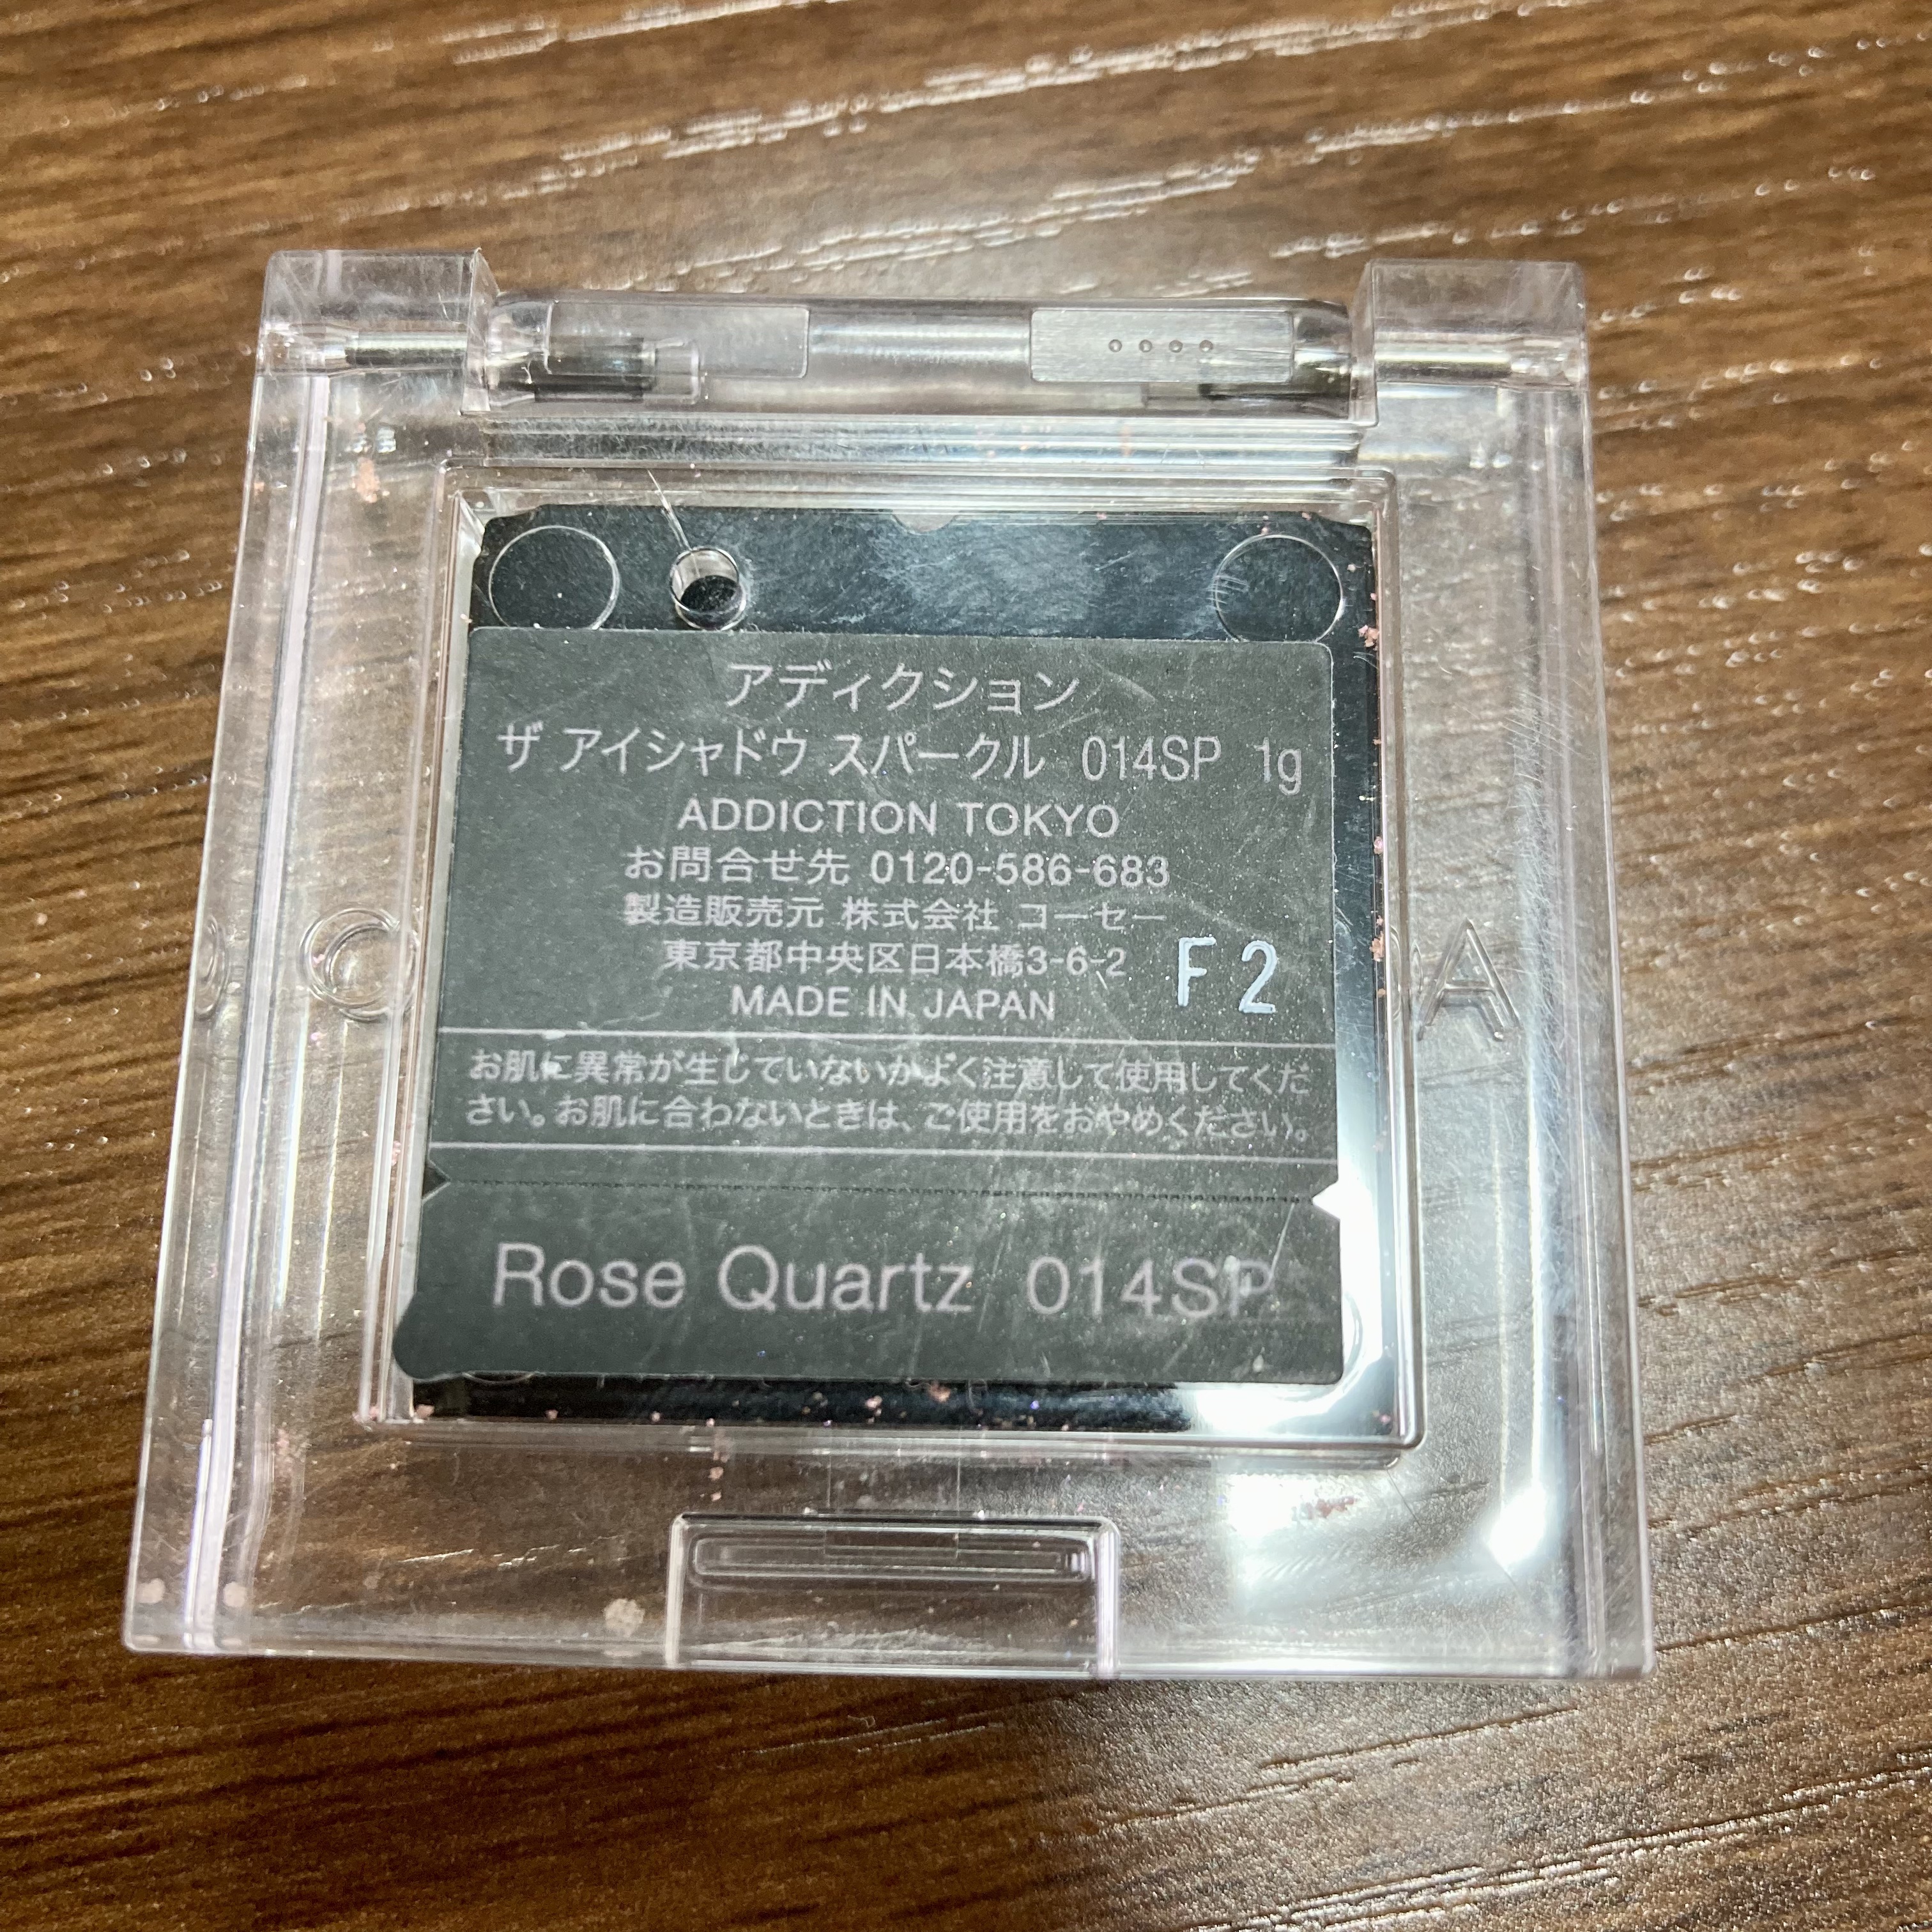 アディクション
ザ アイシャドウ スパークル 014SP 1g
ADDICTION TOKYO
お問合せ先 0120-586-683
製造販売元 株式会社 コーセー
東京都中央区日本橋3-6-2
MADE IN JAPAN
F2
お肌に異常が生じていないかよく注意して使用してくだ
さい。お肌に合わないときは、ご使用をおやめください。
Rose Quartz 014SP